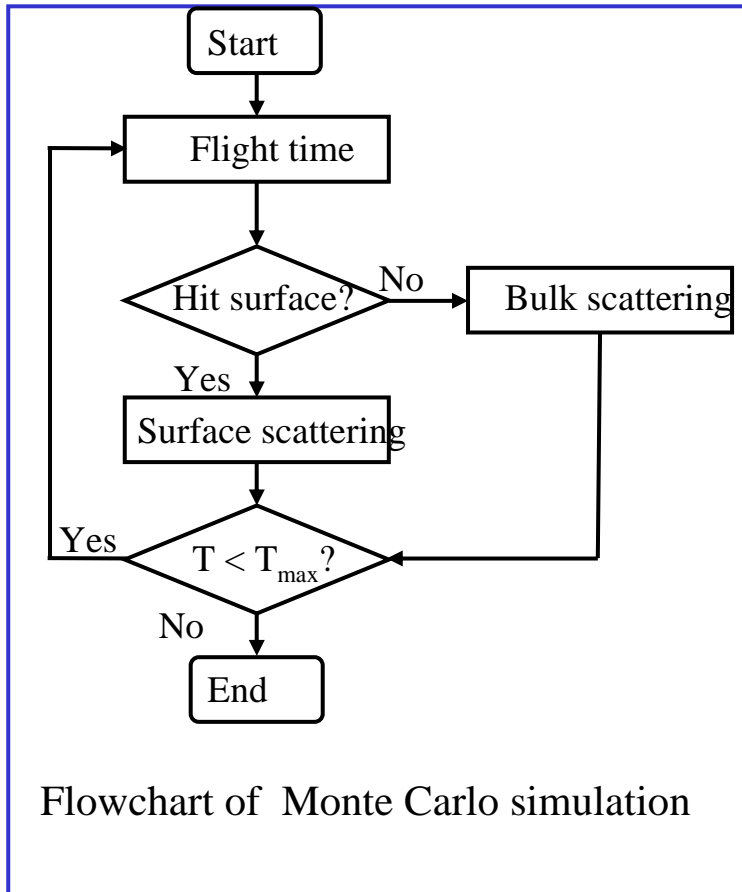 Start
Flight time
Hit surface?
No
Bulk scattering
Yes
Surface scattering
Yes
T < Tmax?
No
End
Flowchart of Monte Carlo simulation